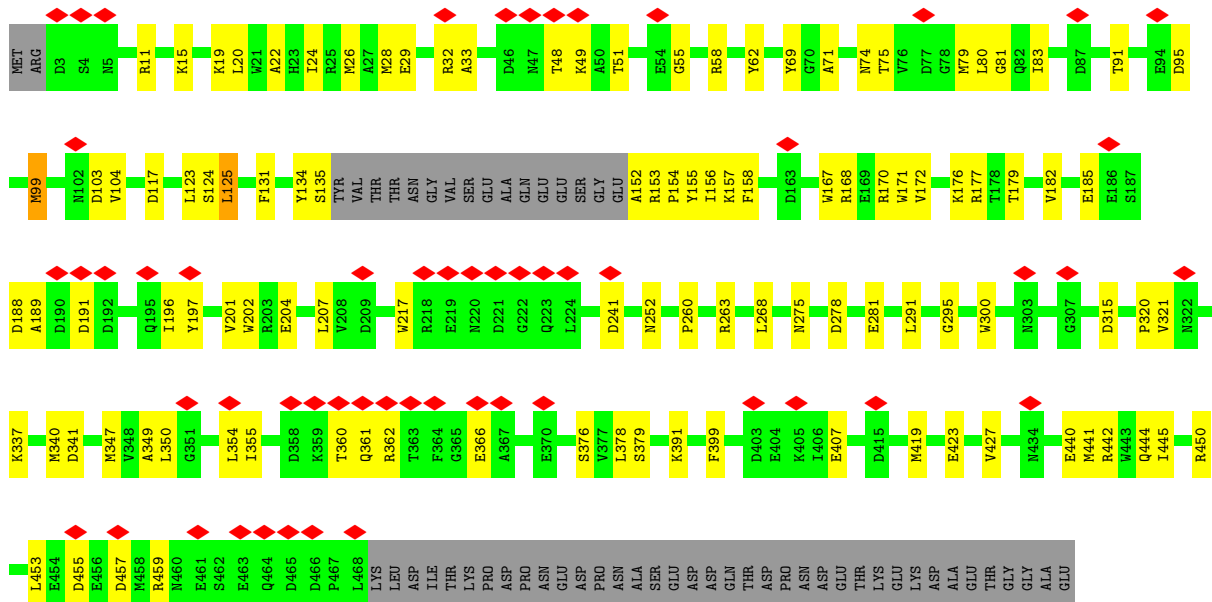 MET ARG D3 S4 N5 R11 K15 K19 L20 W21 A22 H23 I24 R25 M26 A27 M28 E29 R32 A33 D46 N47 T48 K49 A50 T51 E54 G55 R58 Y62 Y69 G70 A71 N74 T75 V76 D77 G78 M79 L80 G81 Q82 I83 D87 T91 E94 D95
M99 N102 D103 V104 D117 L123 S124 L125 F131 Y134 S135 TYR VAL THR THR ASN GLY VAL SER GLU ALA GLN GLU GLU SER GLY GLU A152 R153 P154 Y155 I156 K157 F158 D163 W167 R168 E169 R170 W171 V172 K176 R177 T178 T179 V182 E185 E186 S187
D188 A189 D190 D191 D192 Q195 I196 Y197 V201 W202 R203 E204 L207 V208 D209 W217 R218 E219 N220 D221 G222 Q223 L224 D241 N252 P260 R263 L268 N275 D278 E281 L291 G295 W300 N303 G307 D315 P320 V321 N322
K337 M340 D341 M347 V348 A349 L350 G351 L354 I355 D358 K359 T360 Q361 R362 T363 F364 G365 E366 A367 E370 S376 V377 L378 S379 K391 F399 D403 E404 K405 I406 E407 D415 M419 E423 V427 N434 E440 M441 R442 W443 Q444 I445 R450
L453 E454 D455 E456 D457 M458 R459 N460 E461 S462 E463 Q464 D465 D466 P467 L468 LYS LEU ASP ILE THR LYS PRO ASP PRO ASN GLU ASP PRO ASN ALA SER GLU ASP ASP GLN THR ASP PRO ASN ASP GLU THR LYS GLU LYS ASP ALA GLU THR GLY GLY ALA GLU